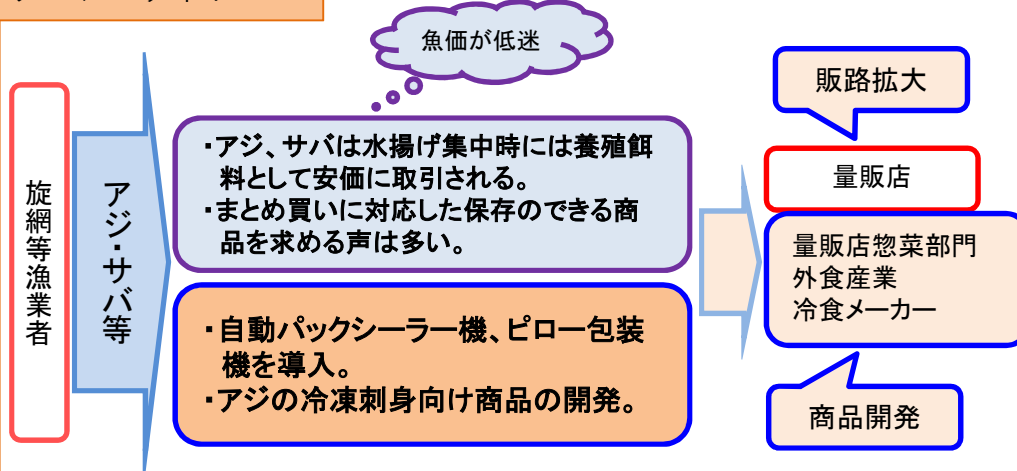 魚価が低迷
販路拡大
旋網等漁業者
アジ・サバ等
・アジ、サバは水揚げ集中時には養殖餌
料として安価に取引される。
・まとめ買いに対応した保存のできる商
品を求める声は多い。
・自動パックシーラー機、ピロー包装
機を導入。
・アジの冷凍刺身向け商品の開発。
量販店
量販店惣菜部門
外食産業
冷食メーカー
商品開発